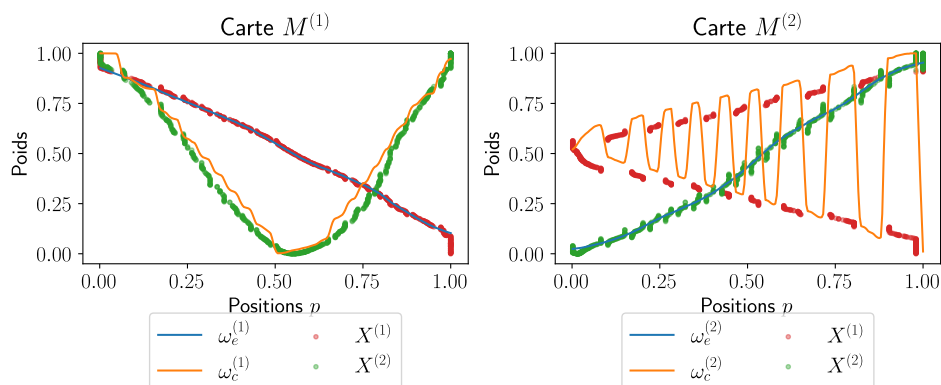 Carte M^(1)
Poids
1.00
0.75
0.50
0.25
0.00
0.00 0.25 0.50 0.75 1.00
Positions p
ω_e^(1) X^(1)
ω_c^(1) X^(2)
Carte M^(2)
Poids
1.00
0.75
0.50
0.25
0.00
0.00 0.25 0.50 0.75 1.00
Positions p
ω_e^(2) X^(1)
ω_c^(2) X^(2)